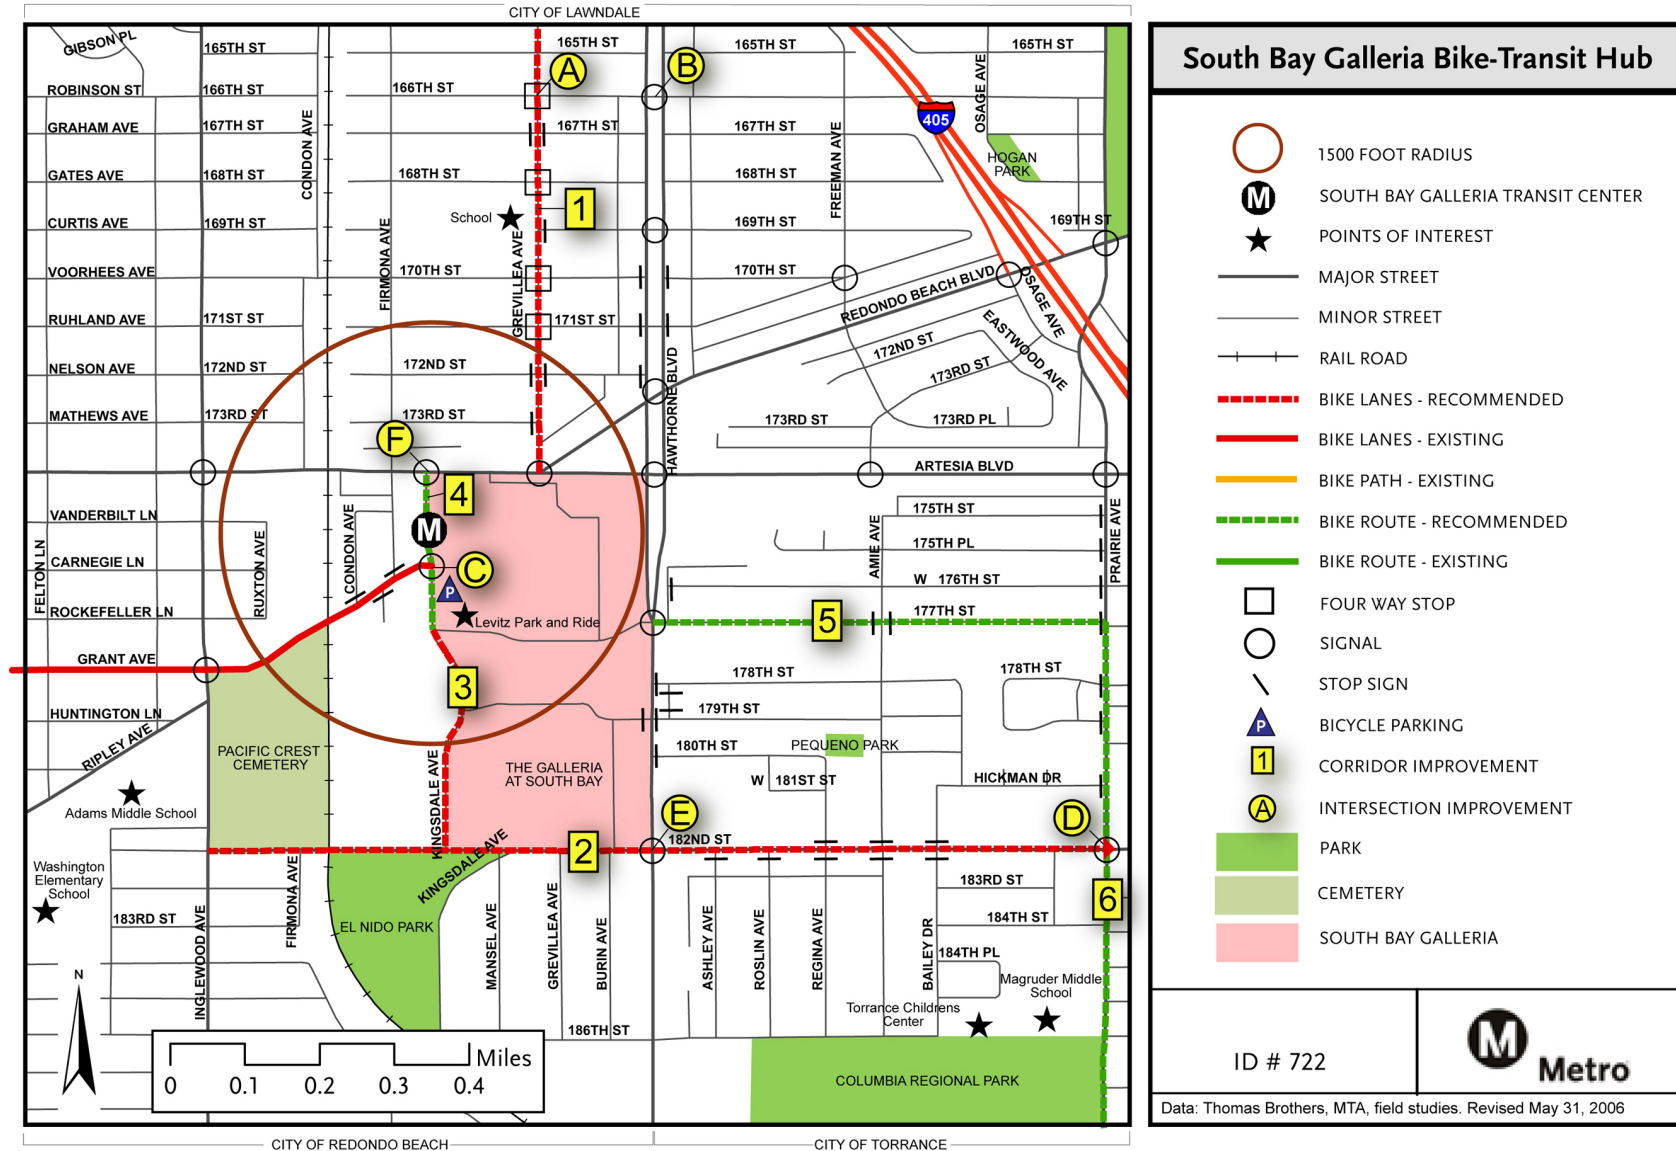 CITY OF LAWNDALE
GIBSON PL
165TH ST
165TH ST
165TH ST
165TH ST
OSAGE AVE
A
B
ROBINSON ST
166TH ST
166TH ST
405
GRAHAM AVE
167TH ST
167TH ST
167TH ST
CONDON AVE
FREEMAN AVE
HOGAN
PARK
GATES AVE
168TH ST
168TH ST
168TH ST
1
School
CURTIS AVE
169TH ST
169TH ST
169TH ST
169TH ST
FIRMONA AVE
GREVILLEA AVE
VOORHEES AVE
170TH ST
170TH ST
REDONDO BEACH BLVD
OSAGE AVE
RUHLAND AVE
171ST ST
171ST ST
EASTWOOD AVE
172ND ST
NELSON AVE
172ND ST
172ND ST
HAWTHORNE BLVD
173RD ST
MATHEWS AVE
173RD ST
173RD ST
173RD ST
173RD PL
F
ARTESIA BLVD
4
VANDERBILT LN
M
175TH ST
175TH PL
AMIE AVE
PRAIRIE AVE
FELTON LN
CARNEGIE LN
RUXTON AVE
CONDON AVE
C
P
W 176TH ST
ROCKEFELLER LN
Levitz Park and Ride
5
177TH ST
GRANT AVE
3
178TH ST
178TH ST
HUNTINGTON LN
179TH ST
RIPLEY AVE
PACIFIC CREST
CEMETERY
KINGSDALE AVE
THE GALLERIA
AT SOUTH BAY
180TH ST
PEQUENO PARK
W 181ST ST
HICKMAN DR
Adams Middle School
E
D
182ND ST
2
KINGSDALE AVE
Washington
Elementary
School
183RD ST
INGLEWOOD AVE
FIRMONA AVE
EL NIDO PARK
MANSEL AVE
GREVILLEA AVE
BURIN AVE
ASHLEY AVE
ROSLIN AVE
REGINA AVE
BAILEY DR
183RD ST
6
184TH ST
184TH PL
Magruder Middle
School
Torrance Childrens
Center
N
186TH ST
Miles
0 0.1 0.2 0.3 0.4
COLUMBIA REGIONAL PARK
CITY OF REDONDO BEACH
CITY OF TORRANCE
South Bay Galleria Bike-Transit Hub
1500 FOOT RADIUS
M SOUTH BAY GALLERIA TRANSIT CENTER
POINTS OF INTEREST
MAJOR STREET
MINOR STREET
RAIL ROAD
BIKE LANES - RECOMMENDED
BIKE LANES - EXISTING
BIKE PATH - EXISTING
BIKE ROUTE - RECOMMENDED
BIKE ROUTE - EXISTING
FOUR WAY STOP
SIGNAL
STOP SIGN
P BICYCLE PARKING
1 CORRIDOR IMPROVEMENT
A INTERSECTION IMPROVEMENT
PARK
CEMETERY
SOUTH BAY GALLERIA
ID # 722
M Metro
Data: Thomas Brothers, MTA, field studies. Revised May 31, 2006